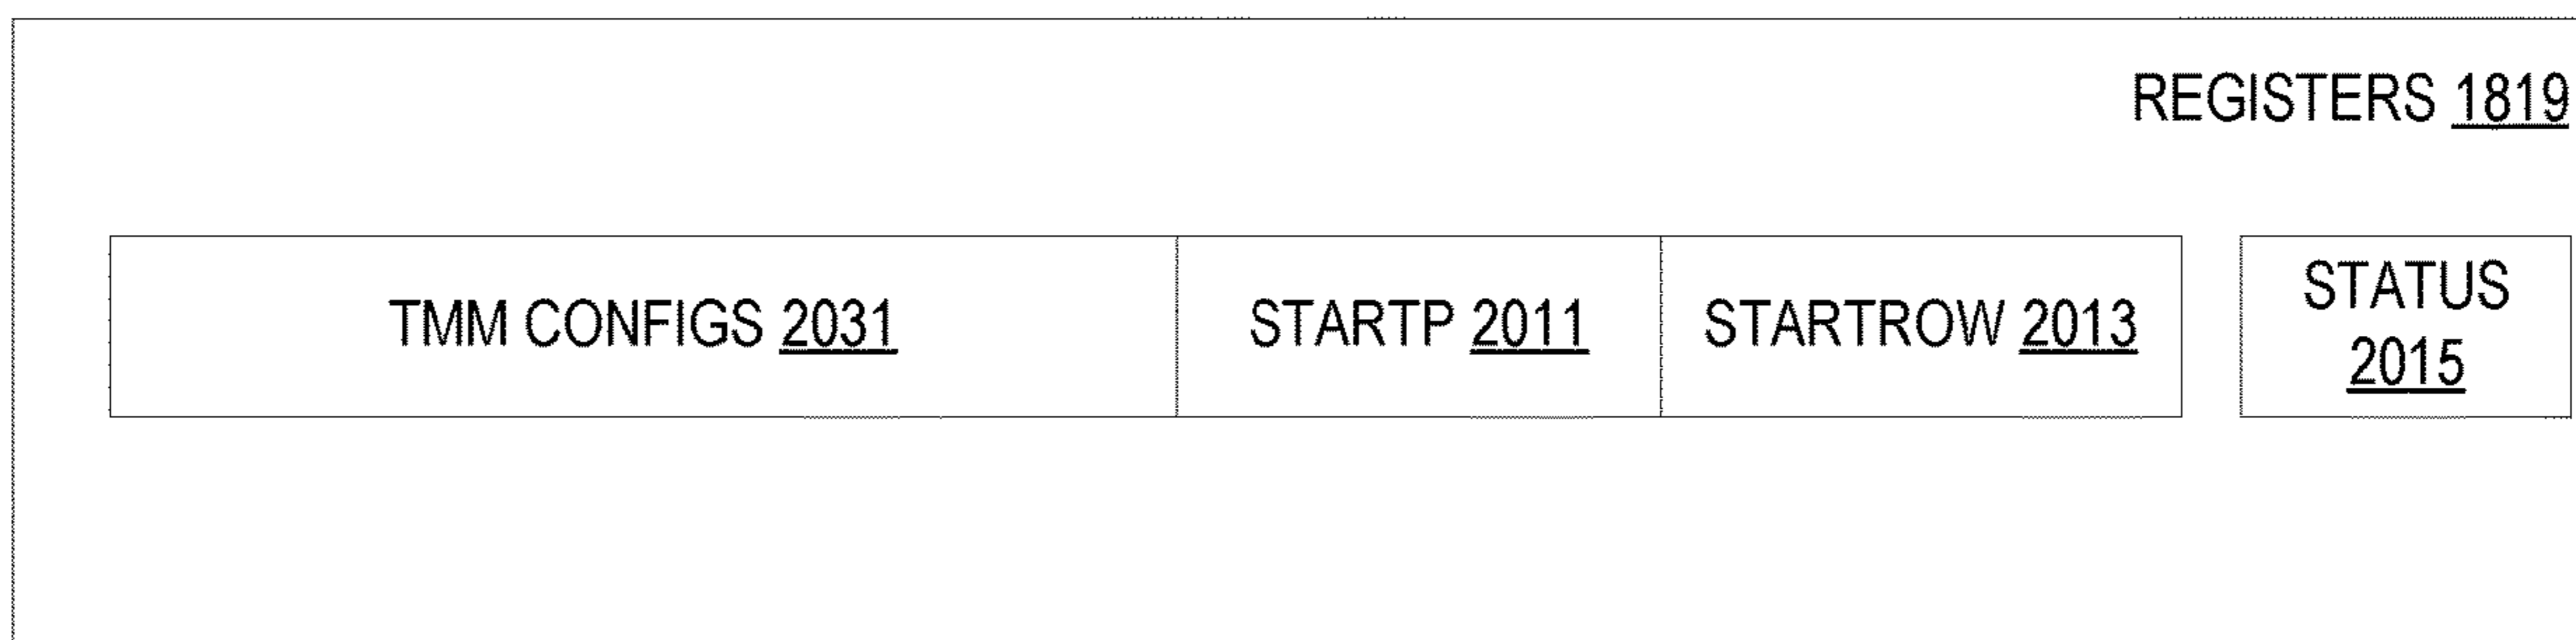 REGISTERS 1819
TMM CONFIGS 2031
STARTP 2011
STARTROW 2013
STATUS
2015